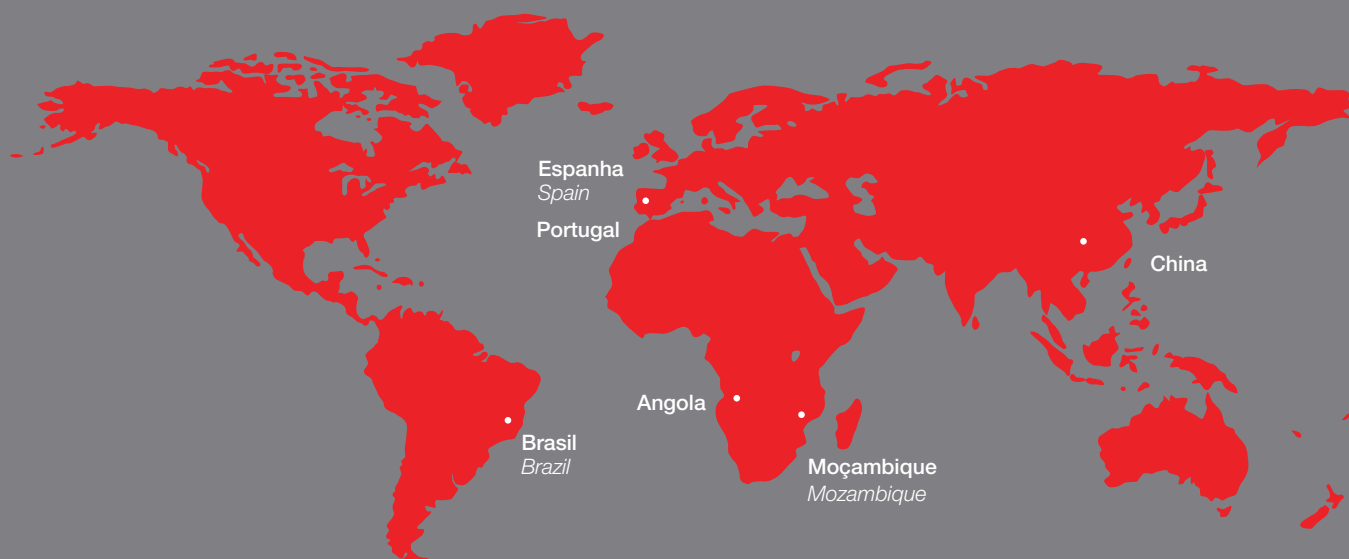 Espanha
Spain
Portugal
China
Angola
Brasil
Brazil
Moçambique
Mozambique